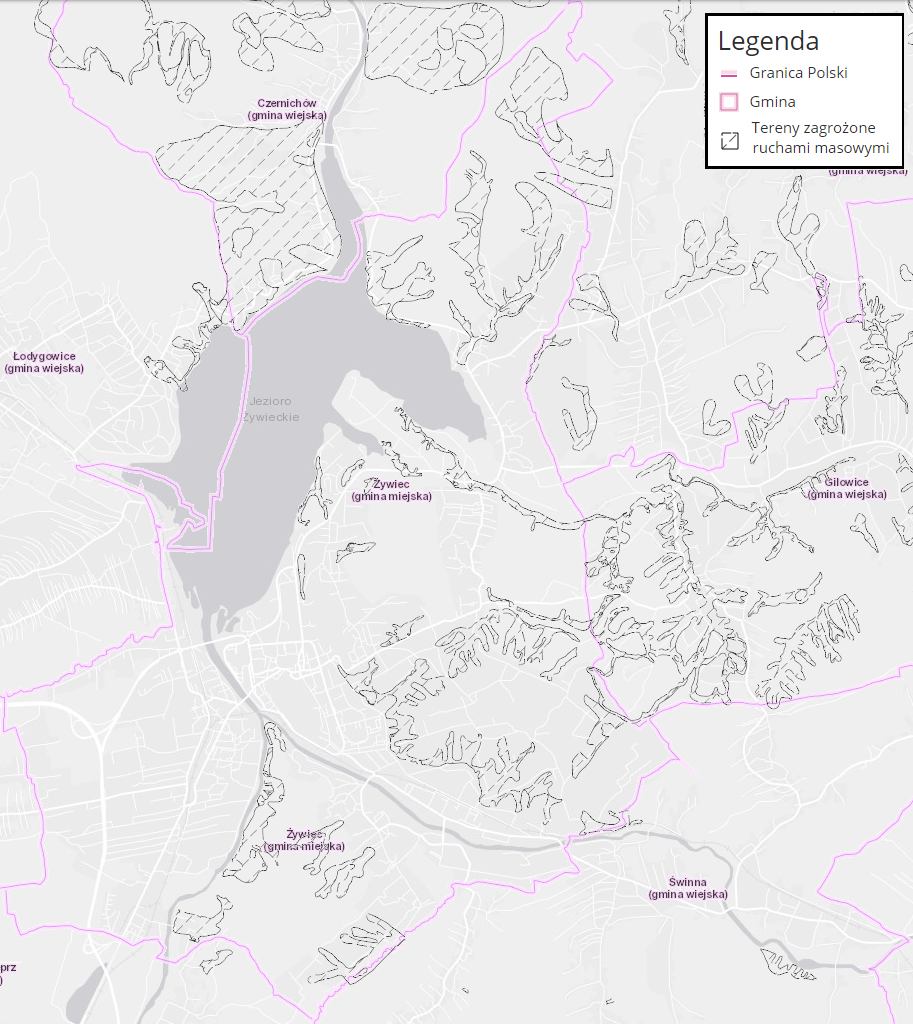 Legenda
Granica Polski
Gmina
Tereny zagrożone
ruchami masowymi
Czernichów
(gmina wiejska)
(gmina wiejska)
Łodygowice
(gmina wiejska)
Jezioro
Żywieckie
Żywiec
(gmina miejska)
Gilowice
(gmina wiejska)
Żywiec
(gmina miejska)
Świnna
(gmina wiejska)
prz
)